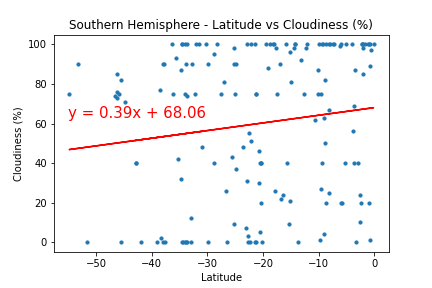 Southern Hemisphere - Latitude vs Cloudiness (%)
100
80
y = 0.39x + 68.06
60
40
20
0
Cloudiness (%)
−50 −40 −30 −20 −10 0
Latitude